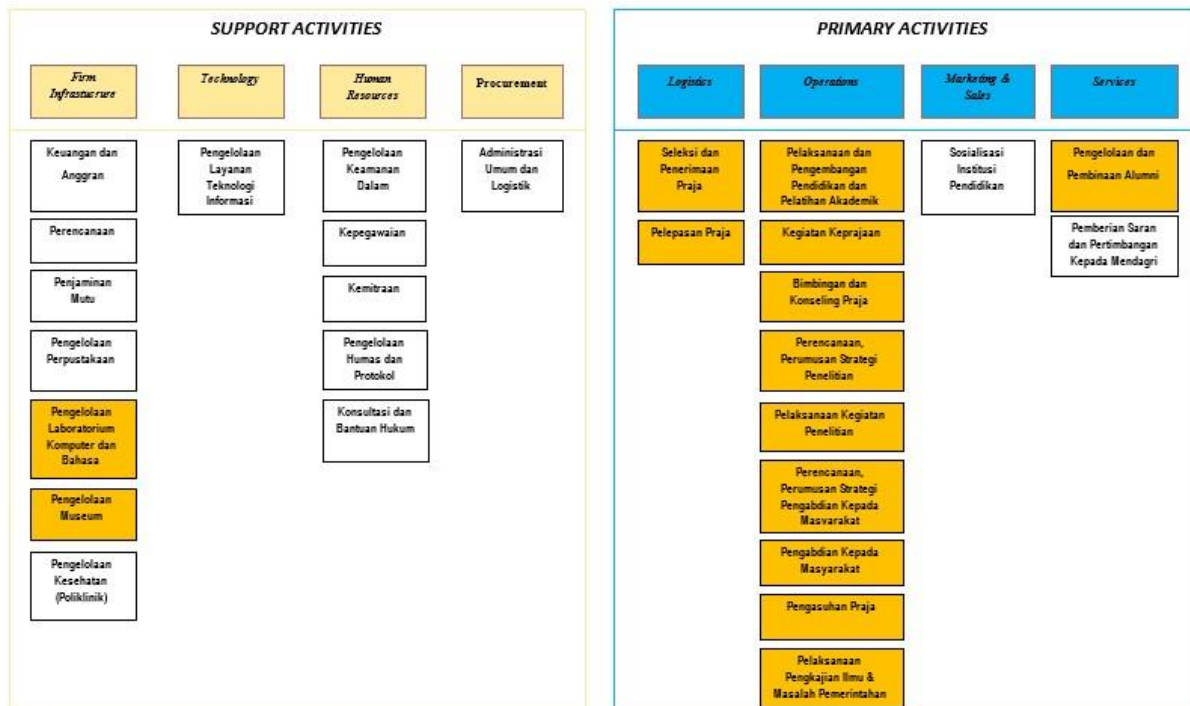 SUPPORT ACTIVITIES
Firm
Infrastucrure
Technology
Human
Resources
Procurement
Keuangan dan
Anggran
Perencanaan
Penjaminan
Mutu
Pengelolaan
Perpustakaan
Pengelolaan
Laboratorium
Komputer dan
Bahasa
Pengelolaan
Museum
Pengelolaan
Kesehatan
(Poliklinik)
Pengelolaan
Layanan
Teknologi
Informasi
Pengelolaan
Keamanan
Dalam
Kepegawaian
Kemitraan
Pengelolaan
Humas dan
Protokol
Konsultasi dan
Bantuan Hukum
Administrasi
Umum dan
Logistik
PRIMARY ACTIVITIES
Logistics
Operations
Marketing &
Sales
Services
Seleksi dan
Penerimaan
Praja
Pelepasan Praja
Pelaksanaan dan
Pengembangan
Pendidikan dan
Pelatihan Akademik
Kegiatan Keprajaan
Bimbingan dan
Konseling Praja
Perencanaan,
Perumusan Strategi
Penelitian
Pelaksanaan Kegiatan
Penelitian
Perencanaan,
Perumusan Strategi
Pengabdian Kepada
Masyarakat
Pengabdian Kepada
Masyarakat
Pengasuhan Praja
Pelaksanaan
Pengkajian Ilmu &
Masalah Pemerintahan
Sosialisasi
Institusi
Pendidikan
Pengelolaan dan
Pembinaan Alumni
Pemberian Saran
dan Pertimbangan
Kepada Mendagri